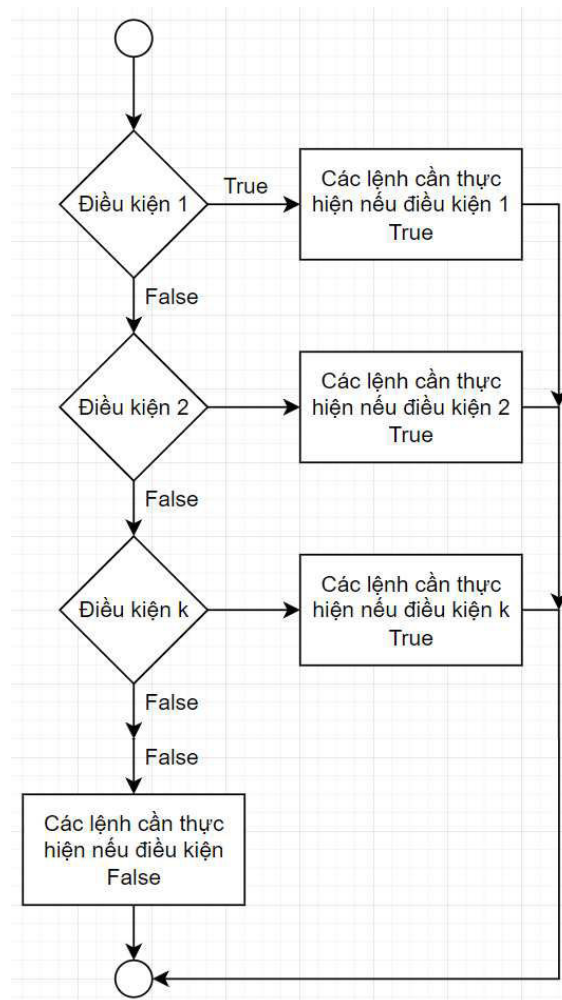 Điều kiện 1
True
Các lệnh cần thực
hiện nếu điều kiện 1
True
False
Điều kiện 2
Các lệnh cần thực
hiện nếu điều kiện 2
True
False
Điều kiện k
Các lệnh cần thực
hiện nếu điều kiện k
True
False
False
Các lệnh cần thực
hiện nếu điều kiện
False